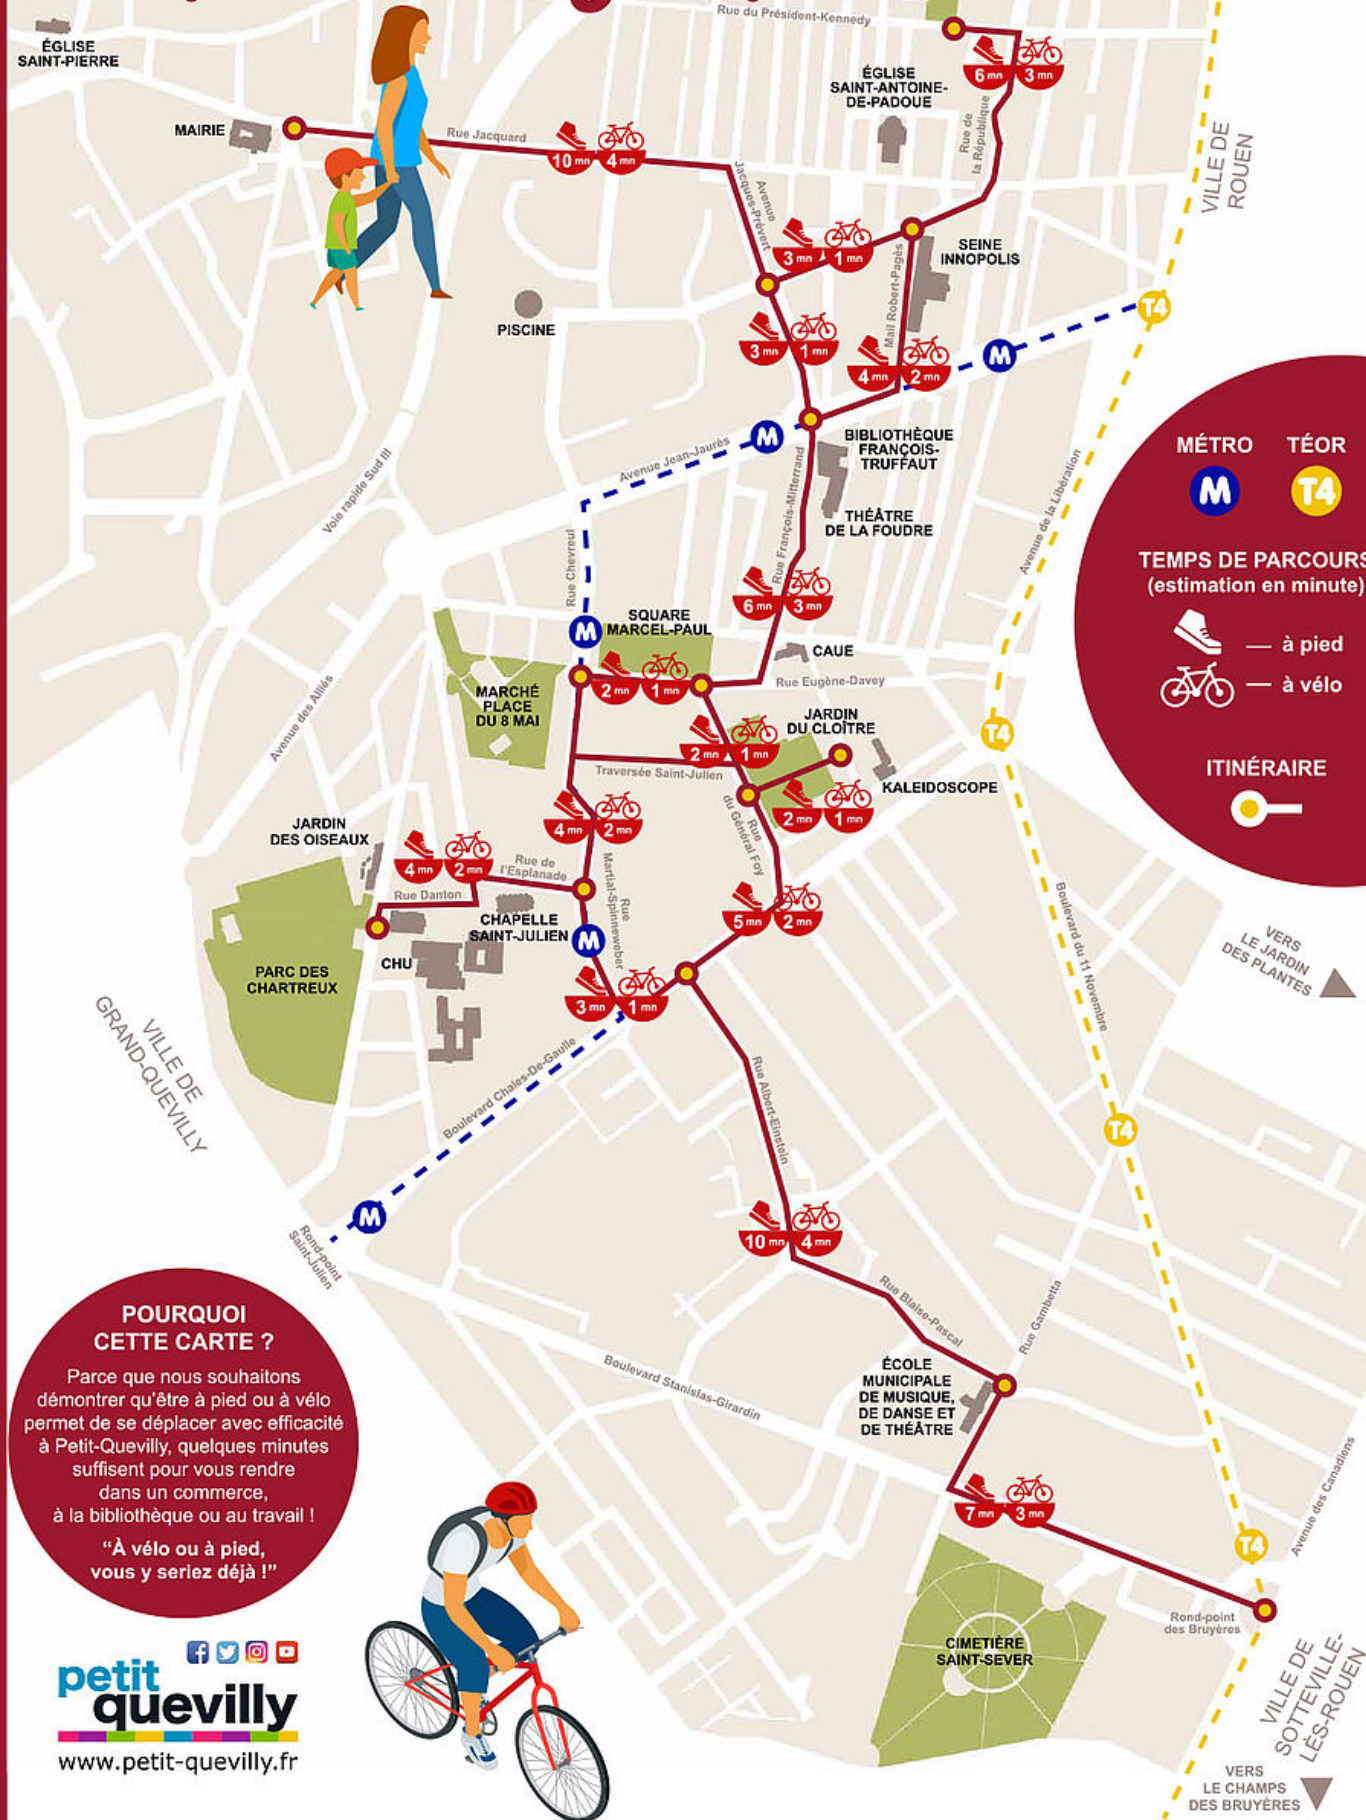 Rue du Président-Kennedy
ÉGLISE
SAINT-PIERRE
6 mn 3 mn
ÉGLISE
SAINT-ANTOINE-
DE-PADOUE
Rue de
la République
VILLE DE
ROUEN
MAIRIE
Rue Jacquard
10 mn 4 mn
Avenue
Jacques-Prévert
3 mn 1 mn
SEINE
INNOPOLIS
Mail Robert-Pagès
PISCINE
T4
3 mn 1 mn
4 mn 2 mn
M
M
BIBLIOTHÈQUE
FRANÇOIS-
TRUFFAUT
Avenue Jean-Jaurès
Voie rapide Sud III
Rue François-Mitterrand
THÉÂTRE
DE LA FOUDRE
Avenue de la Libération
MÉTRO TÉOR
M T4
TEMPS DE PARCOURS
(estimation en minute)
— à pied
— à vélo
ITINÉRAIRE
Rue Chevreul
6 mn 3 mn
M
SQUARE
MARCEL-PAUL
CAUE
2 mn 1 mn
Rue Eugène-Davey
MARCHÉ
PLACE
DU 8 MAI
Avenue des Alliés
JARDIN
DU CLOÎTRE
T4
2 mn 1 mn
Traversée Saint-Julien
KALEIDOSCOPE
2 mn 1 mn
Rue
du Général Foy
4 mn 2 mn
JARDIN
DES OISEAUX
4 mn 2 mn
Rue de
l'Esplanade
Rue Danton
Rue
Martial-Spinneweber
CHAPELLE
SAINT-JULIEN
M
5 mn 2 mn
Boulevard du 11 Novembre
VERS
LE JARDIN
DES PLANTES
CHU
PARC DES
CHARTREUX
3 mn 1 mn
VILLE DE
GRAND-QUEVILLY
Boulevard Chales-De-Gaulle
Rue Albert-Einstein
T4
M
Rond-point
Saint-Julien
10 mn 4 mn
Rue Blaise-Pascal
Rue Gambetta
POURQUOI
CETTE CARTE ?
Parce que nous souhaitons
démontrer qu'être à pied ou à vélo
permet de se déplacer avec efficacité
à Petit-Quevilly, quelques minutes
suffisent pour vous rendre
dans un commerce,
à la bibliothèque ou au travail !
“À vélo ou à pied,
vous y seriez déjà !”
Boulevard Stanislas-Girardin
ÉCOLE
MUNICIPALE
DE MUSIQUE,
DE DANSE ET
DE THÉÂTRE
7 mn 3 mn
Avenue des Canadiens
T4
Rond-point
des Bruyères
CIMETIÈRE
SAINT-SEVER
VILLE DE
SOTTEVILLE-
LÈS-ROUEN
VERS
LE CHAMPS
DES BRUYÈRES
petit
quevilly
www.petit-quevilly.fr